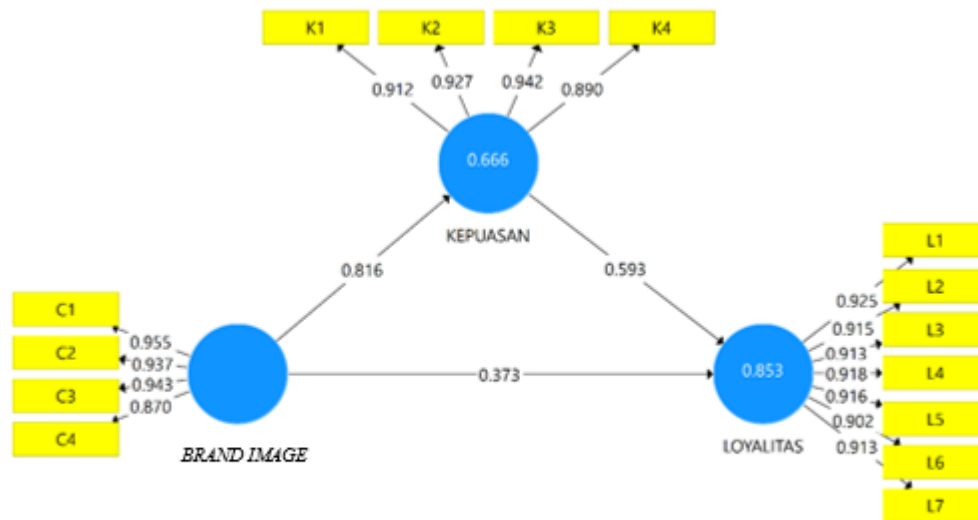 K1
K2
K3
K4
0.912
0.927
0.942
0.890
0.666
KEPUASAN
0.816
0.593
C1
C2
C3
C4
0.955
0.937
0.943
0.870
BRAND IMAGE
0.373
0.853
LOYALITAS
0.925
0.915
0.913
0.918
0.916
0.902
0.913
L1
L2
L3
L4
L5
L6
L7